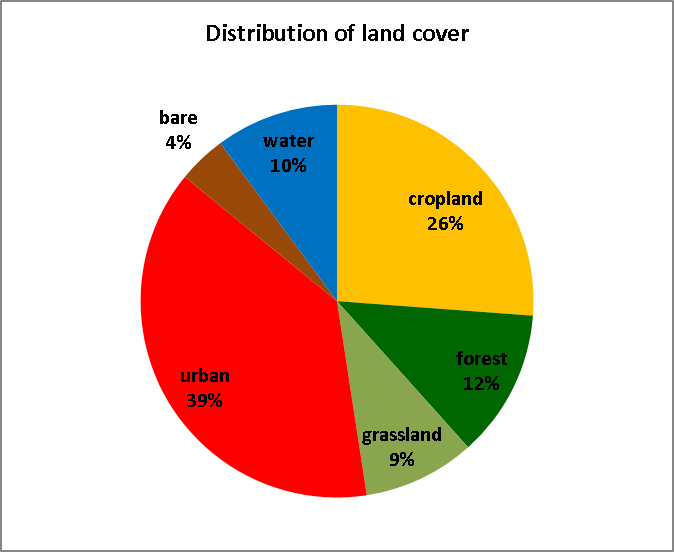 Distribution of land cover
bare
4%
water
10%
cropland
26%
forest
12%
grassland
9%
urban
39%